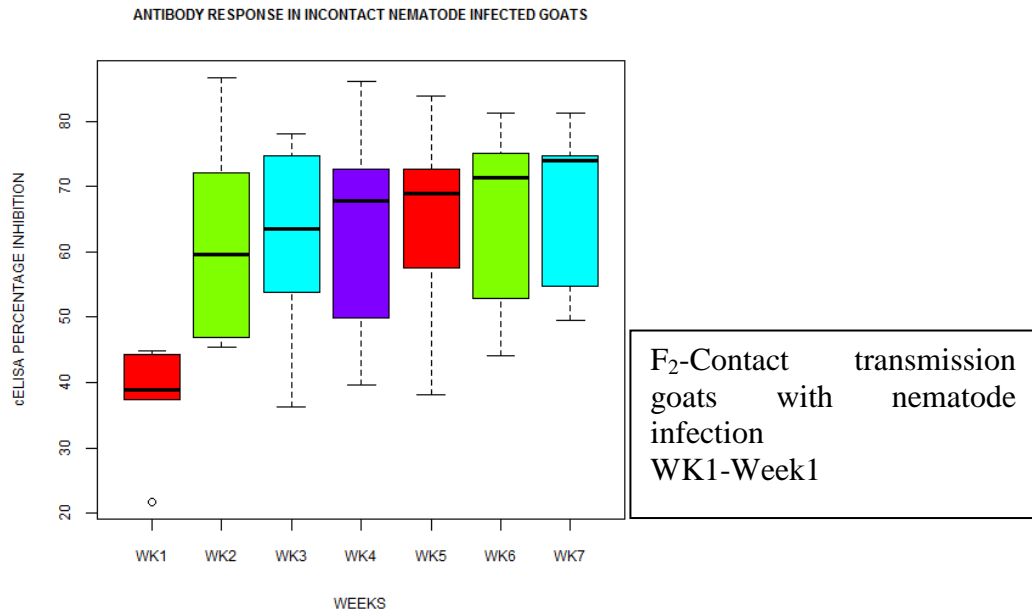 ANTIBODY RESPONSE IN INCONTACT NEMATODE INFECTED GOATS
cELISA PERCENTAGE INHIBITION
80
70
60
50
40
30
20
WK1 WK2 WK3 WK4 WK5 WK6 WK7
WEEKS
F₂-Contact transmission
goats with nematode
infection
WK1-Week1